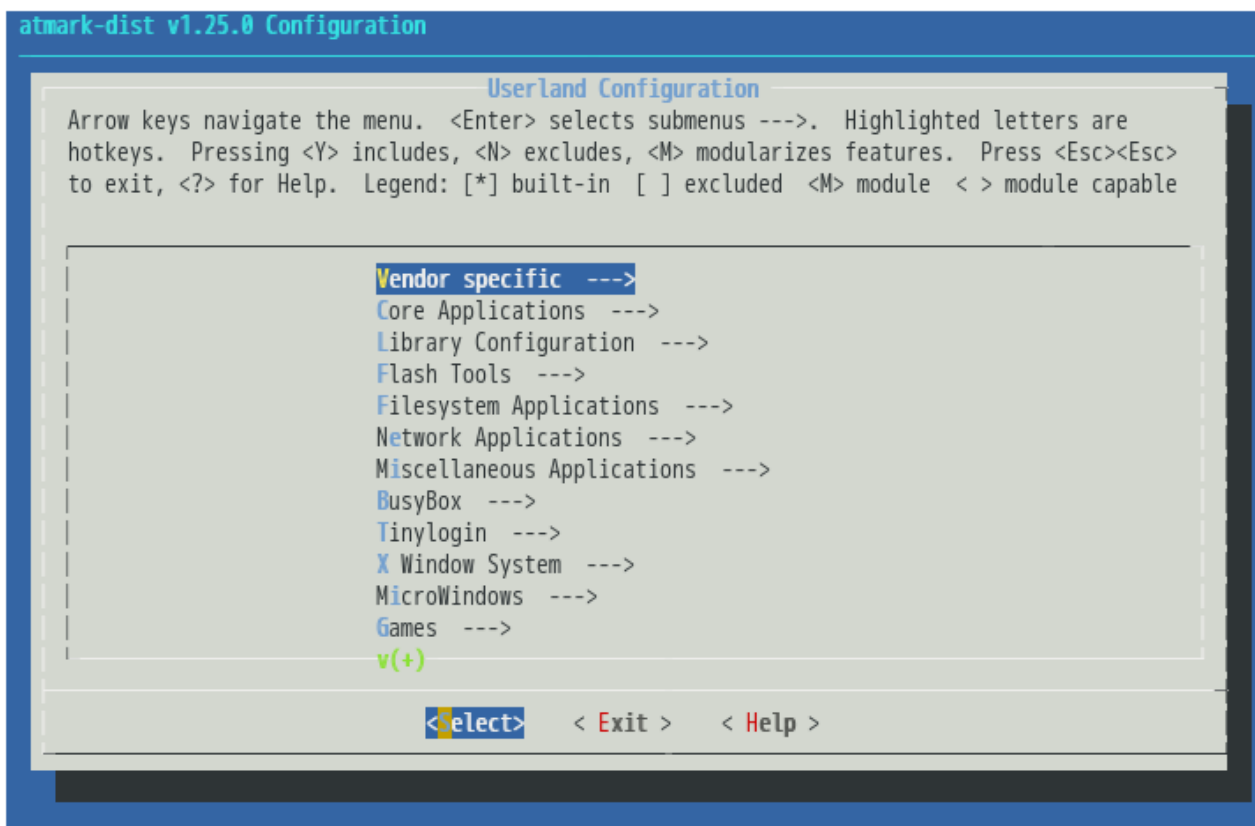 atmark-dist v1.25.0 Configuration
Userland Configuration
Arrow keys navigate the menu.  <Enter> selects submenus --->.  Highlighted letters are
hotkeys.  Pressing <Y> includes, <N> excludes, <M> modularizes features.  Press <Esc><Esc>
to exit, <?> for Help.  Legend: [*] built-in  [ ] excluded  <M> module  < > module capable
Vendor specific  --->
Core Applications  --->
Library Configuration  --->
Flash Tools  --->
Filesystem Applications  --->
Network Applications  --->
Miscellaneous Applications  --->
BusyBox  --->
Tinylogin  --->
X Window System  --->
MicroWindows  --->
Games  --->
v(+)
<Select>    < Exit >    < Help >